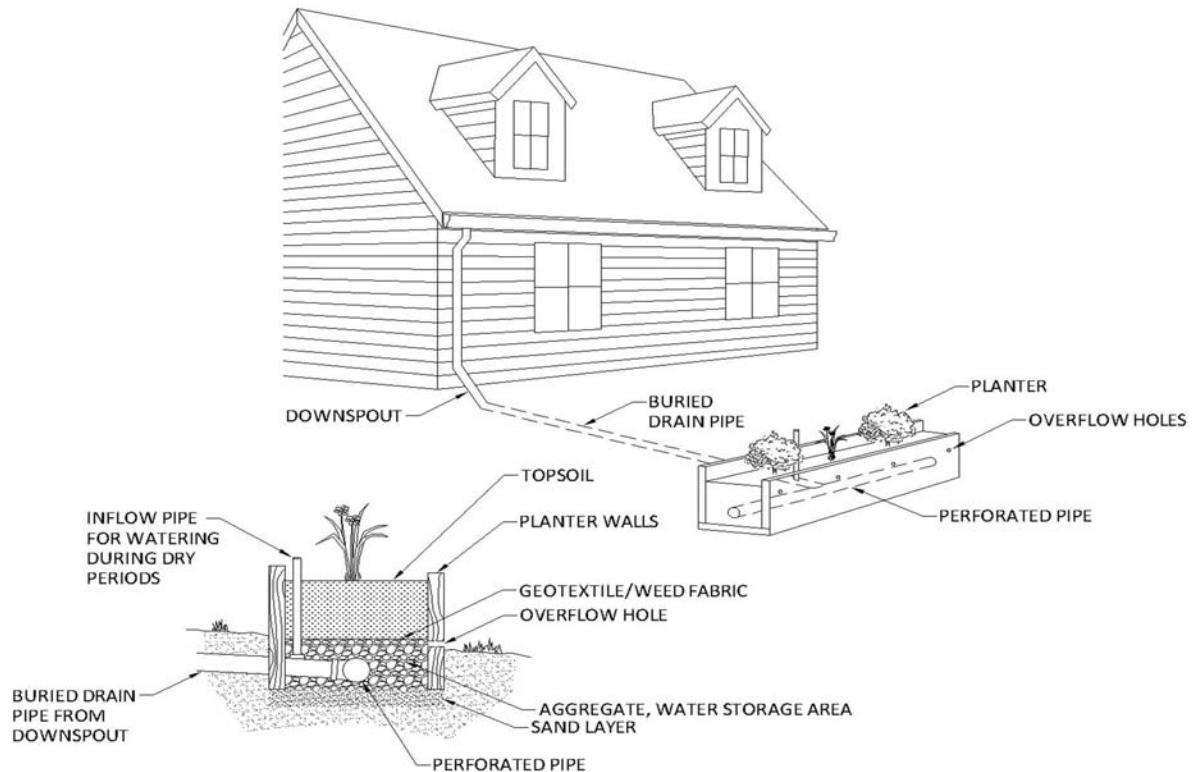 PLANTER
OVERFLOW HOLES
BURIED
DRAIN PIPE
DOWNSPOUT
PERFORATED PIPE
TOPSOIL
INFLOW PIPE
FOR WATERING
DURING DRY
PERIODS
PLANTER WALLS
GEOTEXTILE/WEED FABRIC
OVERFLOW HOLE
BURIED DRAIN
PIPE FROM
DOWNSPOUT
AGGREGATE, WATER STORAGE AREA
SAND LAYER
PERFORATED PIPE